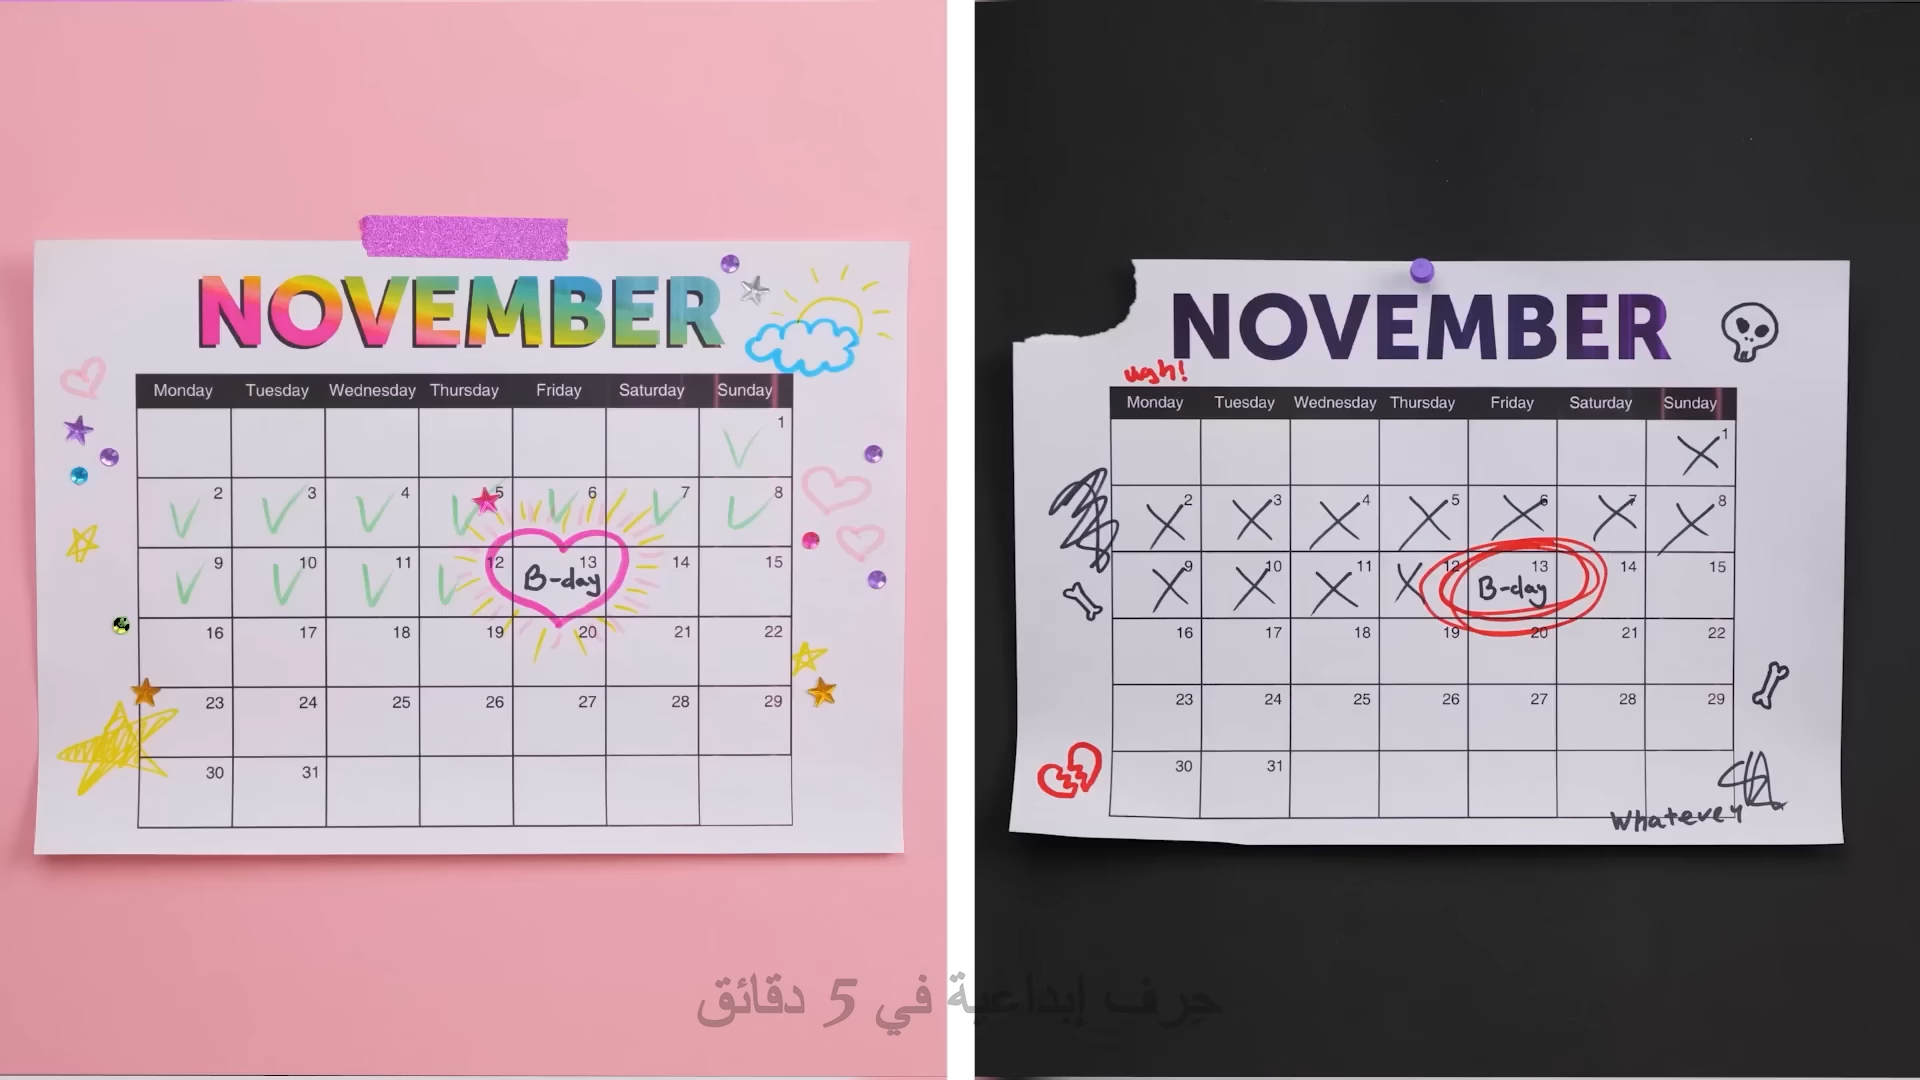 NOVEMBER
Monday Tuesday Wednesday Thursday Friday Saturday Sunday
1
2 3 4 5 6 7 8
9 10 11 12 13 14 15
B-day
16 17 18 19 20 21 22
23 24 25 26 27 28 29
30 31
NOVEMBER
ugh!
Monday Tuesday Wednesday Thursday Friday Saturday Sunday
1
2 3 4 5 6 7 8
9 10 11 12 13 14 15
B-day
16 17 18 19 20 21 22
23 24 25 26 27 28 29
30 31
Whatever
حِرف إبداعية في 5 دقائق